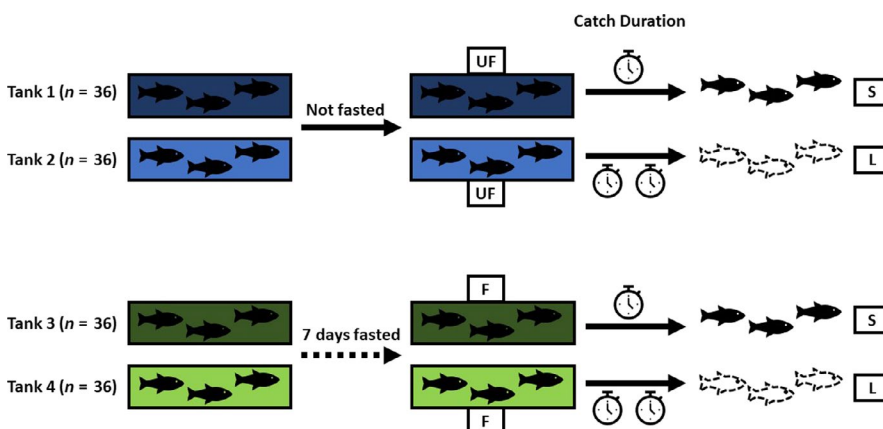 Catch Duration
UF
Tank 1 (n = 36)
S
Not fasted
Tank 2 (n = 36)
L
UF
F
Tank 3 (n = 36)
S
7 days fasted
Tank 4 (n = 36)
L
F